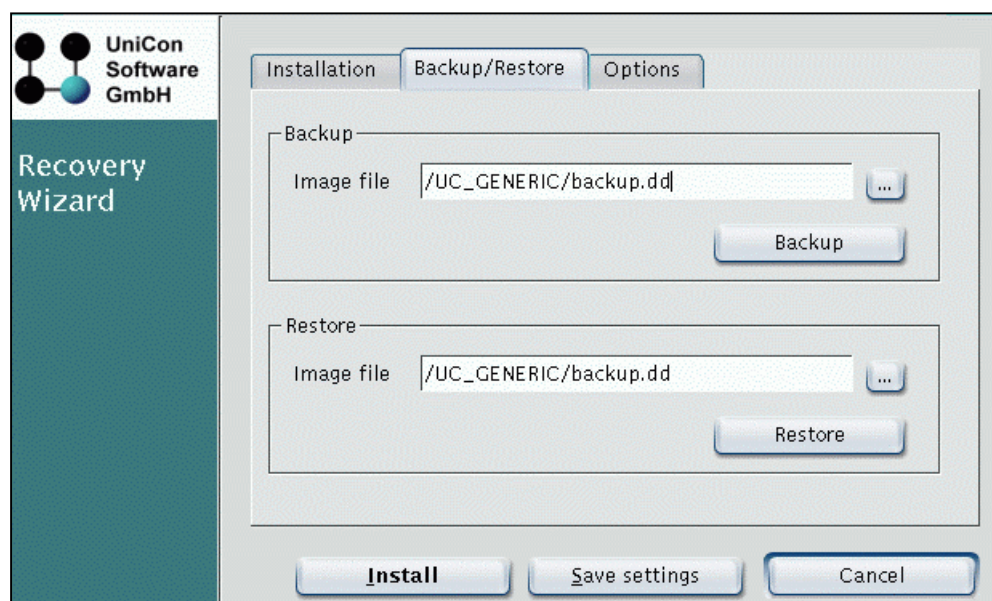 UniCon
Software
GmbH
Recovery
Wizard
Installation
Backup/Restore
Options
Backup
Image file
/UC_GENERIC/backup.dd
...
Backup
Restore
Image file
/UC_GENERIC/backup.dd
...
Restore
Install
Save settings
Cancel